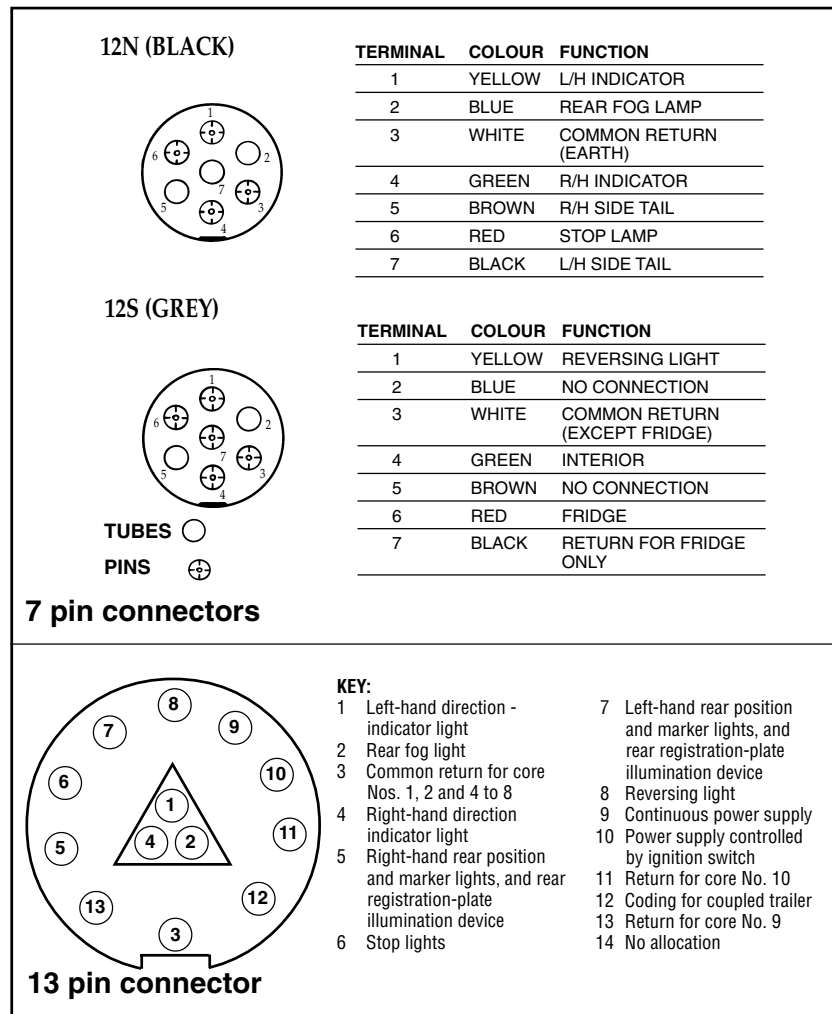 12N (BLACK)
1
2
3
4
5
6
7
TERMINAL COLOUR FUNCTION
1 YELLOW L/H INDICATOR
2 BLUE REAR FOG LAMP
3 WHITE COMMON RETURN
(EARTH)
4 GREEN R/H INDICATOR
5 BROWN R/H SIDE TAIL
6 RED STOP LAMP
7 BLACK L/H SIDE TAIL
12S (GREY)
1
2
3
4
5
6
7
TUBES
PINS
TERMINAL COLOUR FUNCTION
1 YELLOW REVERSING LIGHT
2 BLUE NO CONNECTION
3 WHITE COMMON RETURN
(EXCEPT FRIDGE)
4 GREEN INTERIOR
5 BROWN NO CONNECTION
6 RED FRIDGE
7 BLACK RETURN FOR FRIDGE
ONLY
7 pin connectors
8
7
9
6
10
1
5
4
2
11
13
12
3
13 pin connector
KEY:
1 Left-hand direction -
indicator light
2 Rear fog light
3 Common return for core
Nos. 1, 2 and 4 to 8
4 Right-hand direction
indicator light
5 Right-hand rear position
and marker lights, and rear
registration-plate
illumination device
6 Stop lights
7 Left-hand rear position
and marker lights, and
rear registration-plate
illumination device
8 Reversing light
9 Continuous power supply
10 Power supply controlled
by ignition switch
11 Return for core No. 10
12 Coding for coupled trailer
13 Return for core No. 9
14 No allocation